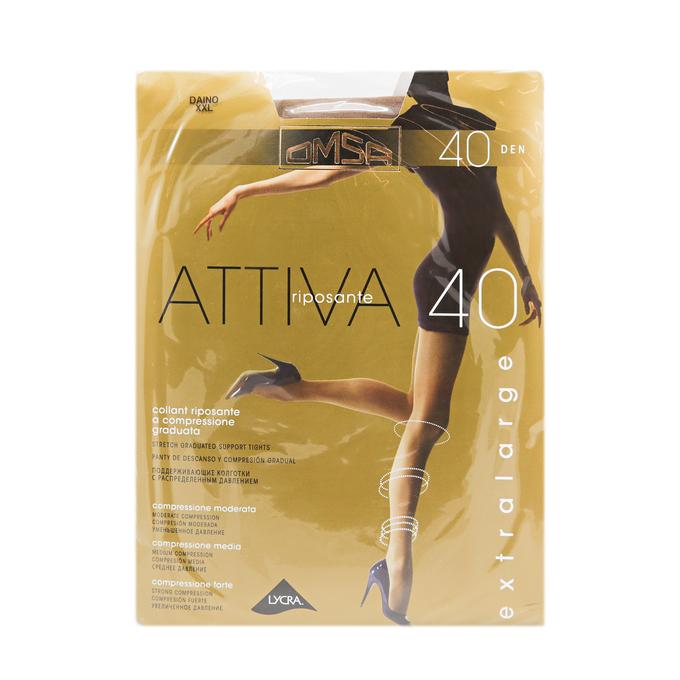 DAINO
XXL
OMSA
40 DEN
ATTIVA 40
riposante
extralarge
collant riposante
a compressione
graduata
STRETCH GRADUATED SUPPORT TIGHTS
PANTY DE DESCANSO Y COMPRESIÓN GRADUAL
ПОДДЕРЖИВАЮЩИЕ КОЛГОТКИ
С РАСПРЕДЕЛЕННЫМ ДАВЛЕНИЕМ
compressione moderata
MODERATE COMPRESSION
COMPRESIÓN MODERADA
УМЕНЬШЕННОЕ ДАВЛЕНИЕ
compressione media
MEDIUM COMPRESSION
COMPRESIÓN MEDIA
СРЕДНЕЕ ДАВЛЕНИЕ
compressione forte
STRONG COMPRESSION
COMPRESIÓN FUERTE
УВЕЛИЧЕННОЕ ДАВЛЕНИЕ
LYCRA.